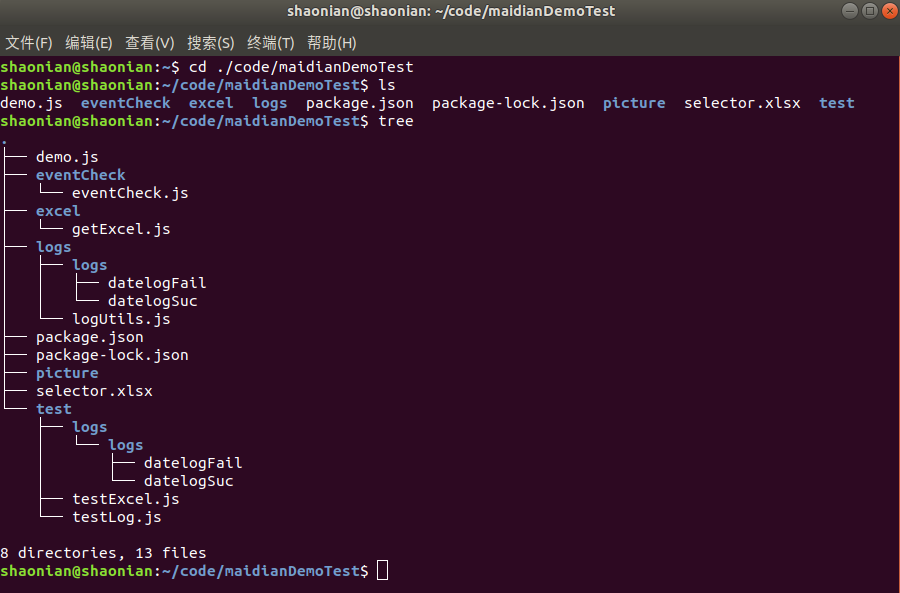 shaonian@shaonian: ~/code/maidianDemoTest
文件(F) 编辑(E) 查看(V) 搜索(S) 终端(T) 帮助(H)
shaonian@shaonian:~$ cd ./code/maidianDemoTest
shaonian@shaonian:~/code/maidianDemoTest$ ls
demo.js eventCheck excel logs package.json package-lock.json picture selector.xlsx test
shaonian@shaonian:~/code/maidianDemoTest$ tree
.
├── demo.js
├── eventCheck
│   └── eventCheck.js
├── excel
│   └── getExcel.js
├── logs
│   ├── logs
│   │   ├── datelogFail
│   │   └── datelogSuc
│   └── logUtils.js
├── package.json
├── package-lock.json
├── picture
├── selector.xlsx
└── test
    ├── logs
    │   └── logs
    │       ├── datelogFail
    │       └── datelogSuc
    ├── testExcel.js
    └── testLog.js
8 directories, 13 files
shaonian@shaonian:~/code/maidianDemoTest$